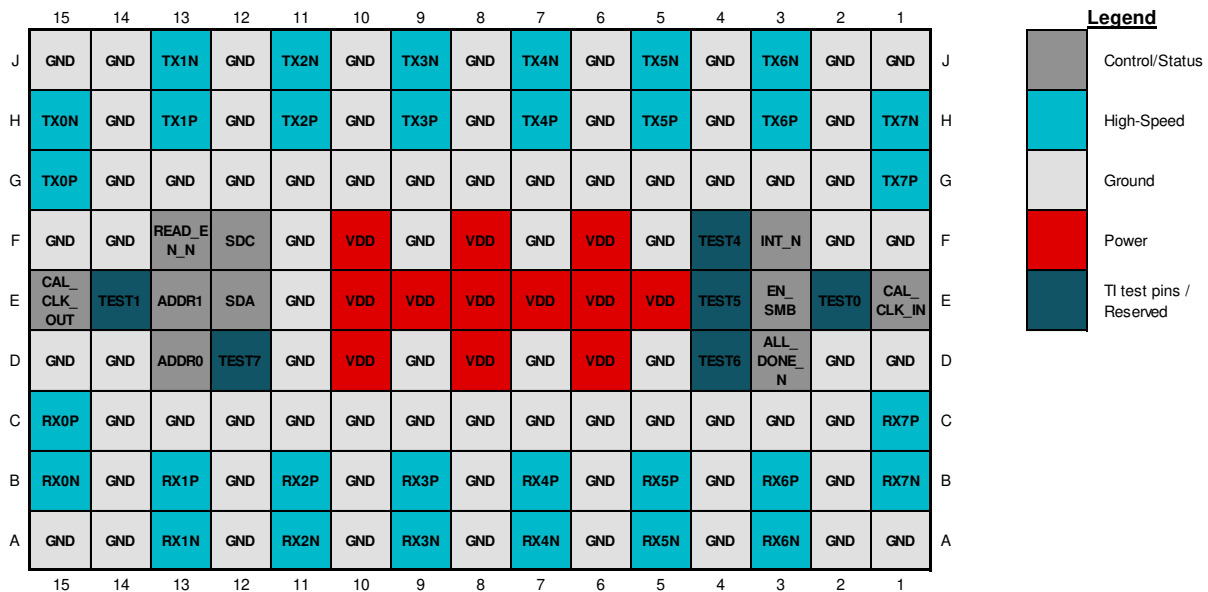 15 14 13 12 11 10 9 8 7 6 5 4 3 2 1
Legend
J GND GND TX1N GND TX2N GND TX3N GND TX4N GND TX5N GND TX6N GND GND J
Control/Status
H TX0N GND TX1P GND TX2P GND TX3P GND TX4P GND TX5P GND TX6P GND TX7N H
High-Speed
G TX0P GND GND GND GND GND GND GND GND GND GND GND GND GND TX7P G
Ground
F GND GND READ_E
N_N SDC GND VDD GND VDD GND VDD GND TEST4 INT_N GND GND F
Power
E CAL_
CLK_
OUT TEST1 ADDR1 SDA GND VDD VDD VDD VDD VDD VDD TEST5 EN_
SMB TEST0 CAL_
CLK_IN E
TI test pins /
Reserved
D GND GND ADDR0 TEST7 GND VDD GND VDD GND VDD GND TEST6 ALL_
DONE_
N GND GND D
C RX0P GND GND GND GND GND GND GND GND GND GND GND GND GND RX7P C
B RX0N GND RX1P GND RX2P GND RX3P GND RX4P GND RX5P GND RX6P GND RX7N B
A GND GND RX1N GND RX2N GND RX3N GND RX4N GND RX5N GND RX6N GND GND A
15 14 13 12 11 10 9 8 7 6 5 4 3 2 1